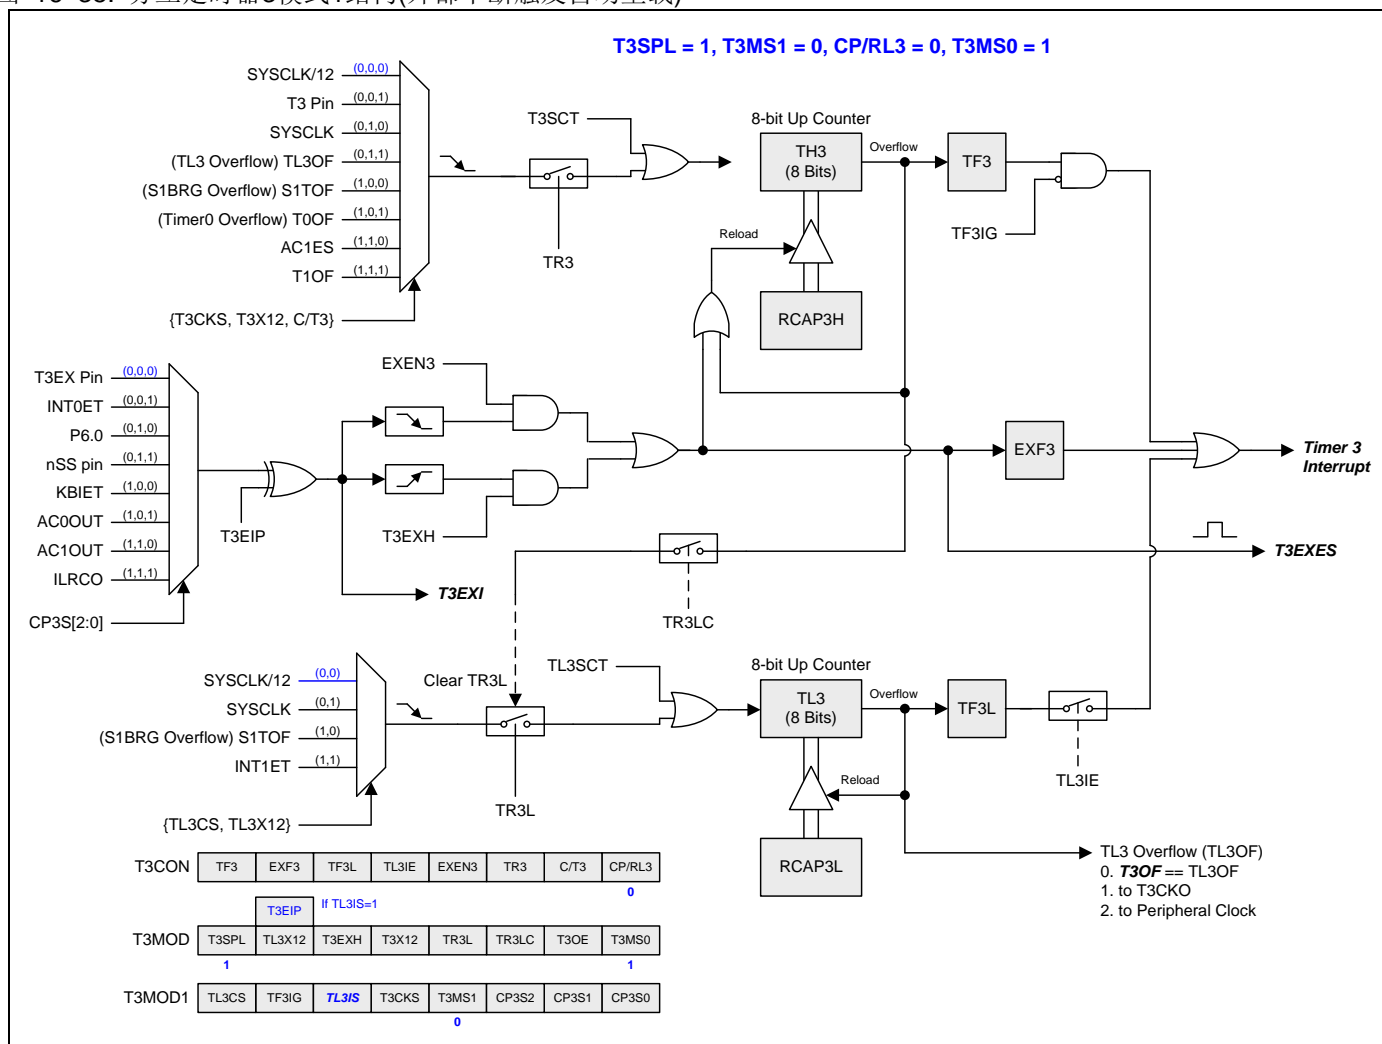 T3SPL = 1, T3MS1 = 0, CP/RL3 = 0, T3MS0 = 1
SYSCLK/12 (0,0,0)
T3 Pin (0,0,1)
SYSCLK (0,1,0)
(TL3 Overflow) TL3OF (0,1,1)
(S1BRG Overflow) S1TOF (1,0,0)
(Timer0 Overflow) T0OF (1,0,1)
AC1ES (1,1,0)
T1OF (1,1,1)
{T3CKS, T3X12, C/T3}
TR3
T3SCT
8-bit Up Counter
TH3
(8 Bits)
Overflow
TF3
TF3IG
Reload
RCAP3H
T3EX Pin (0,0,0)
INT0ET (0,0,1)
P6.0 (0,1,0)
nSS pin (0,1,1)
KBIET (1,0,0)
AC0OUT (1,0,1)
AC1OUT (1,1,0)
ILRCO (1,1,1)
CP3S[2:0]
T3EIP
EXEN3
T3EXH
T3EXI
EXF3
Timer 3
Interrupt
T3EXES
TR3LC
SYSCLK/12 (0,0)
SYSCLK (0,1)
(S1BRG Overflow) S1TOF (1,0)
INT1ET (1,1)
{TL3CS, TL3X12}
Clear TR3L
TR3L
TL3SCT
8-bit Up Counter
TL3
(8 Bits)
Overflow
TF3L
TL3IE
Reload
RCAP3L
TL3 Overflow (TL3OF)
0. T3OF == TL3OF
1. to T3CKO
2. to Peripheral Clock
T3CON TF3 EXF3 TF3L TL3IE EXEN3 TR3 C/T3 CP/RL3
0
T3EIP If TL3IS=1
T3MOD T3SPL TL3X12 T3EXH T3X12 TR3L TR3LC T3OE T3MS0
1 1
T3MOD1 TL3CS TF3IG TL3IS T3CKS T3MS1 CP3S2 CP3S1 CP3S0
0